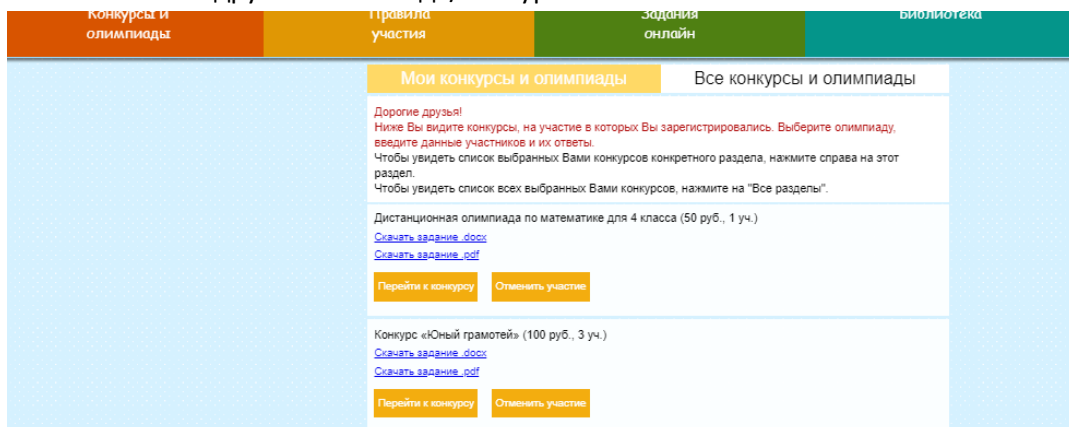 Конкурсы и
олимпиады
Правила
участия
Задания
онлайн
Библиотека
Мои конкурсы и олимпиады
Все конкурсы и олимпиады
Дорогие друзья!
Ниже Вы видите конкурсы, на участие в которых Вы зарегистрировались. Выберите олимпиаду,
введите данные участников и их ответы.
Чтобы увидеть список выбранных Вами конкурсов конкретного раздела, нажмите справа на этот
раздел.
Чтобы увидеть список всех выбранных Вами конкурсов, нажмите на "Все разделы".
Дистанционная олимпиада по математике для 4 класса (50 руб., 1 уч.)
Скачать задание .docx
Скачать задание .pdf
Перейти к конкурсу
Отменить участие
Конкурс «Юный грамотей» (100 руб., 3 уч.)
Скачать задание .docx
Скачать задание .pdf
Перейти к конкурсу
Отменить участие